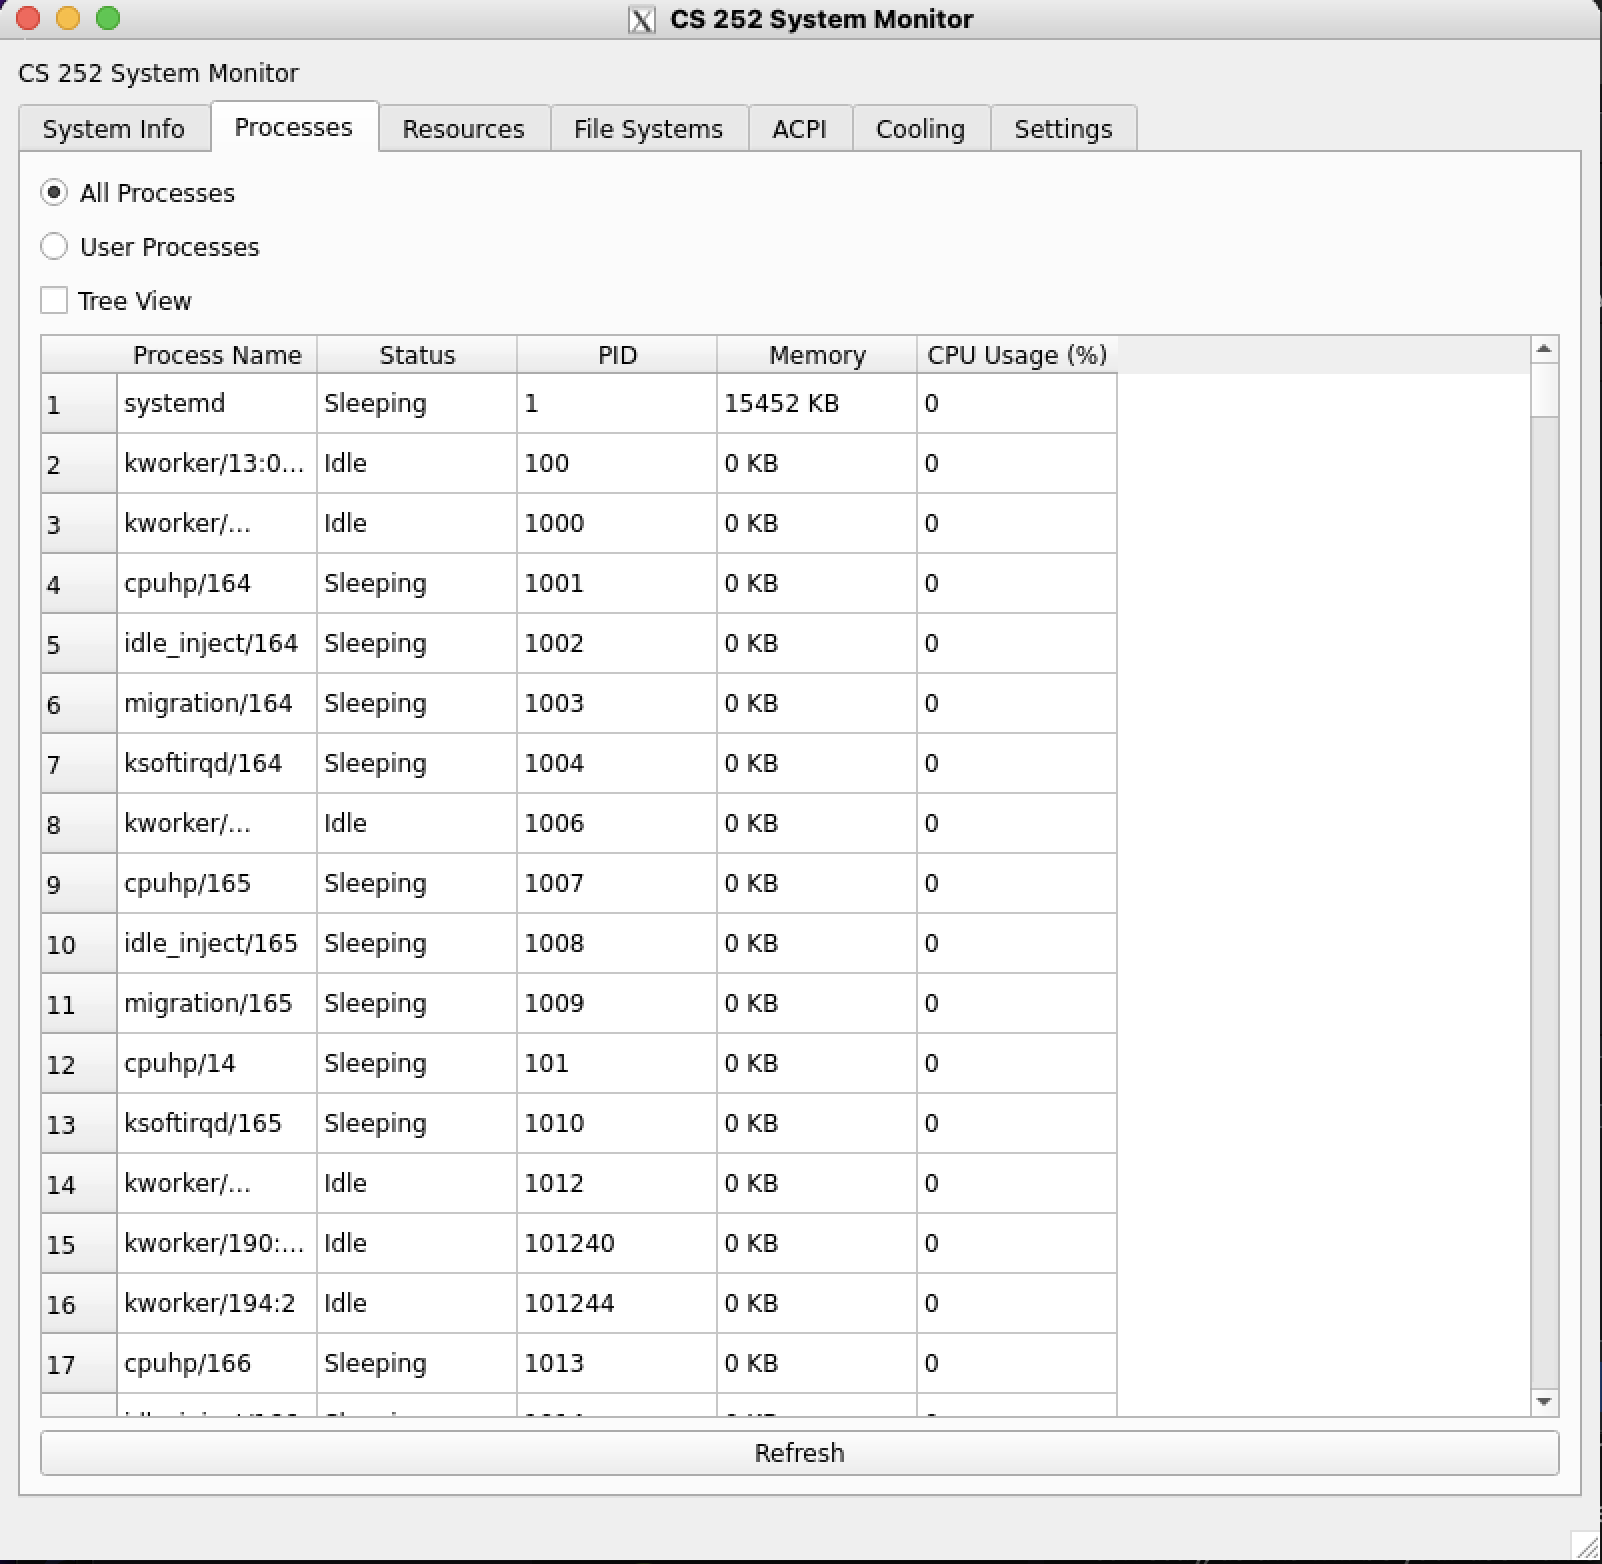 CS 252 System Monitor
CS 252 System Monitor
System Info Processes Resources File Systems ACPI Cooling Settings
All Processes
User Processes
Tree View
Process Name Status PID Memory CPU Usage (%)
1 systemd Sleeping 1 15452 KB 0
2 kworker/13:0... Idle 100 0 KB 0
3 kworker/... Idle 1000 0 KB 0
4 cpuhp/164 Sleeping 1001 0 KB 0
5 idle_inject/164 Sleeping 1002 0 KB 0
6 migration/164 Sleeping 1003 0 KB 0
7 ksoftirqd/164 Sleeping 1004 0 KB 0
8 kworker/... Idle 1006 0 KB 0
9 cpuhp/165 Sleeping 1007 0 KB 0
10 idle_inject/165 Sleeping 1008 0 KB 0
11 migration/165 Sleeping 1009 0 KB 0
12 cpuhp/14 Sleeping 101 0 KB 0
13 ksoftirqd/165 Sleeping 1010 0 KB 0
14 kworker/... Idle 1012 0 KB 0
15 kworker/190:... Idle 101240 0 KB 0
16 kworker/194:2 Idle 101244 0 KB 0
17 cpuhp/166 Sleeping 1013 0 KB 0
Refresh